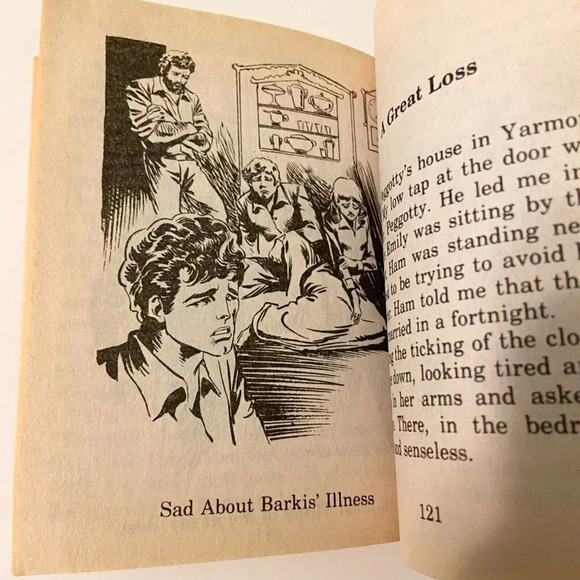 Sad About Barkis' Illness
A Great Loss
ggotty's house in Yarmou
My low tap at the door w
Peggotty. He led me in
Emily was sitting by th
Ham was standing ne
to be trying to avoid
Ham told me that th
arried in a fortnight.
the ticking of the clo
down, looking tired a
in her arms and aske
There, in the bedr
and senseless.
121